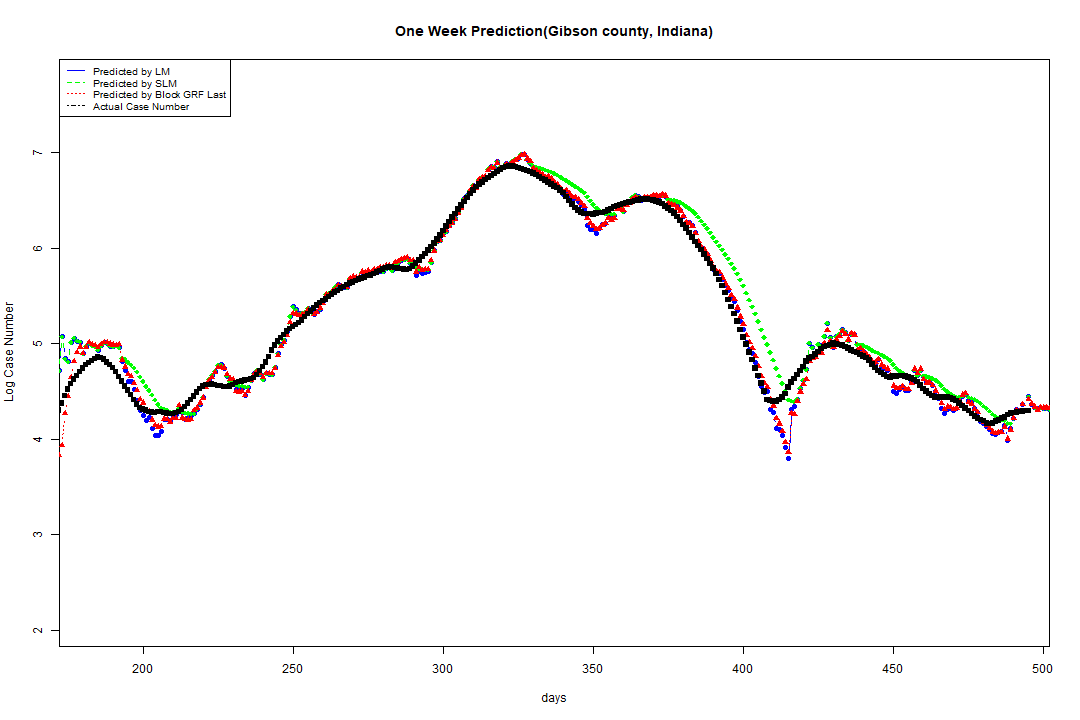 One Week Prediction(Gibson county, Indiana)
Predicted by LM
Predicted by SLM
Predicted by Block GRF Last
Actual Case Number
7
6
5
4
3
2
Log Case Number
200 250 300 350 400 450 500
days